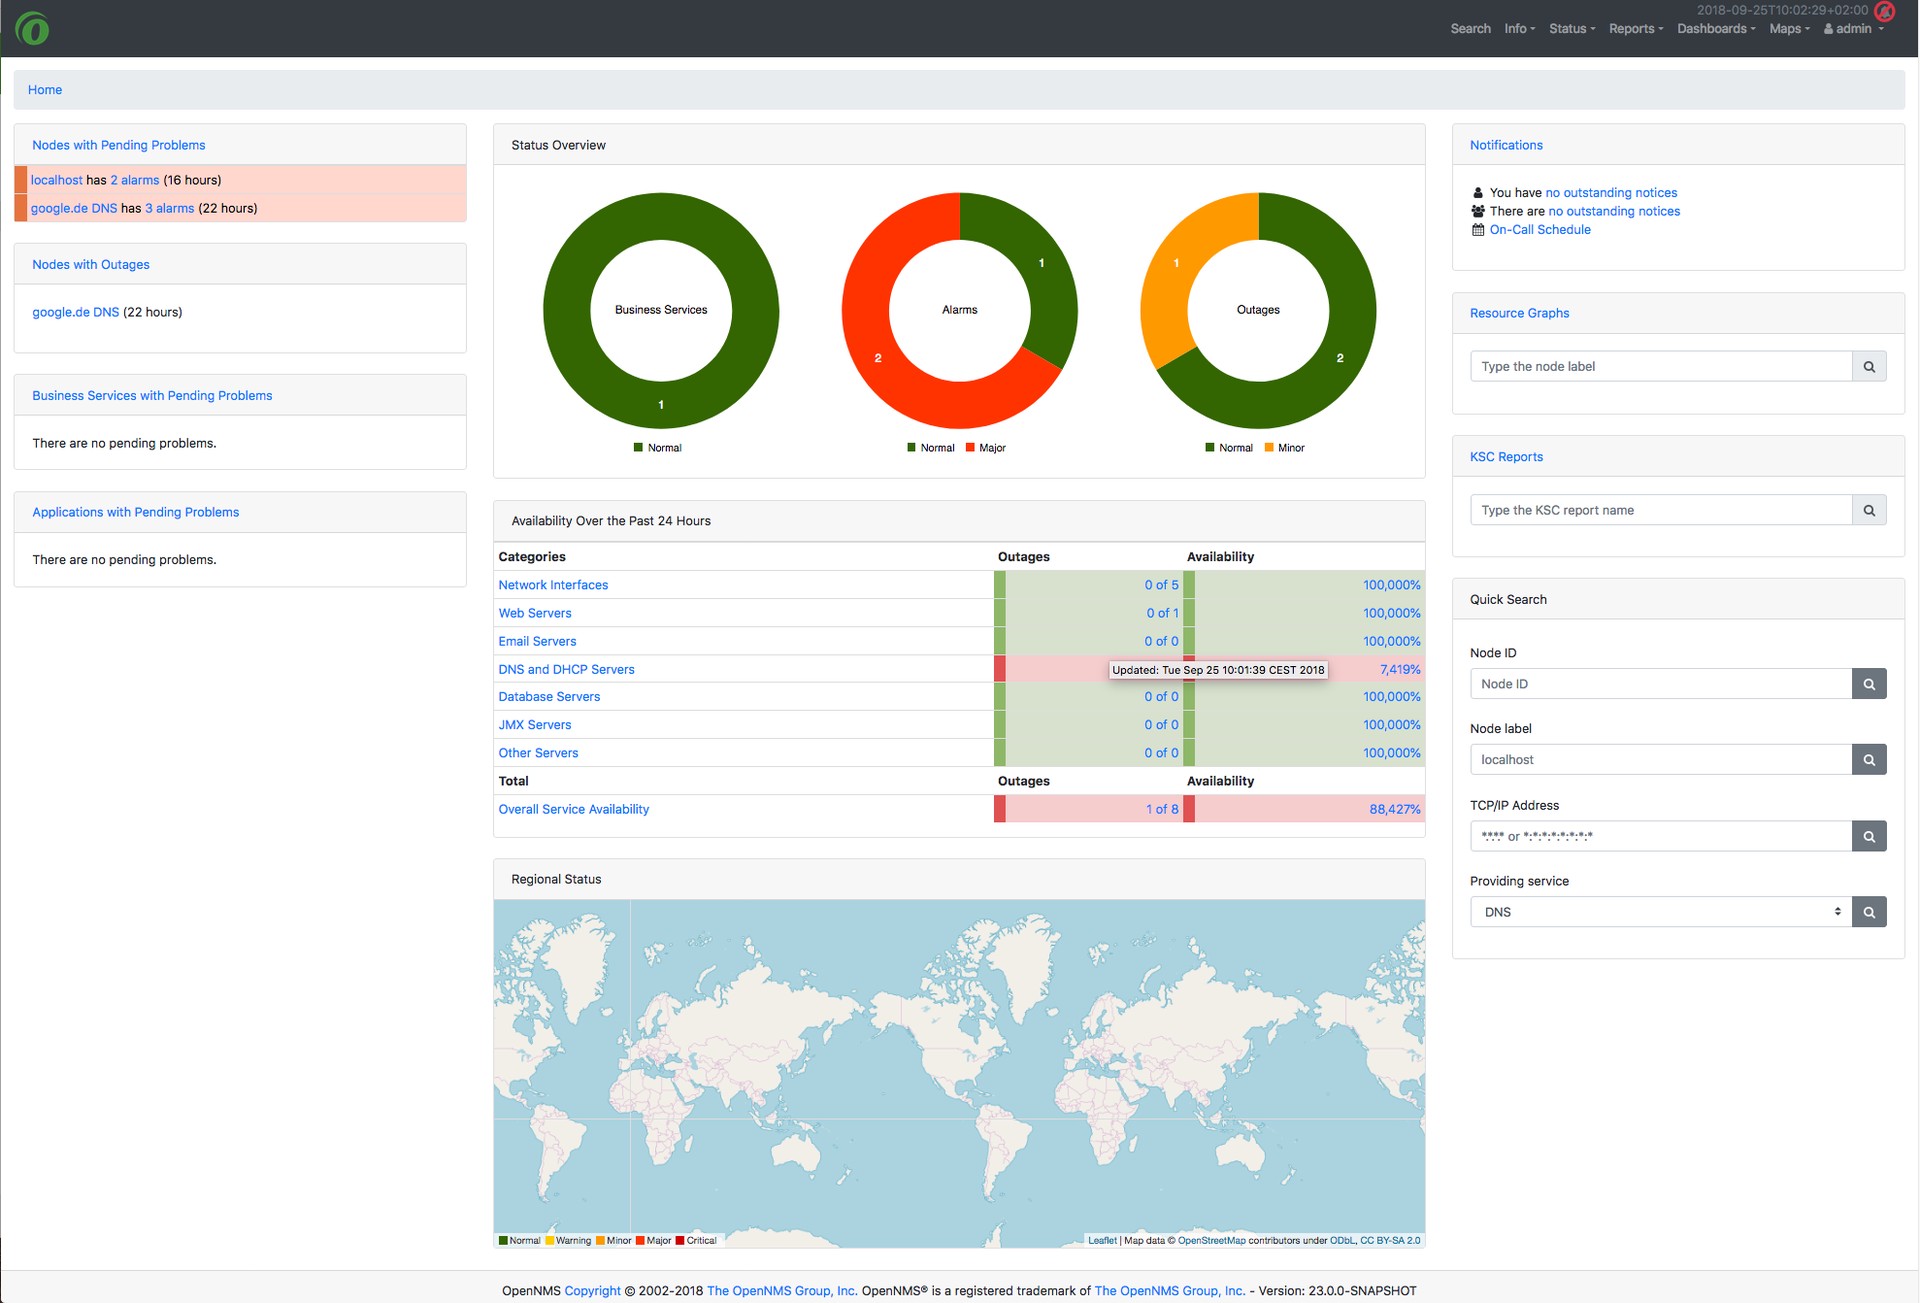 2018-09-25T10:02:29+02:00
Search Info Status Reports Dashboards Maps admin
Home
Nodes with Pending Problems
localhost has 2 alarms (16 hours)
google.de DNS has 3 alarms (22 hours)
Nodes with Outages
google.de DNS (22 hours)
Business Services with Pending Problems
There are no pending problems.
Applications with Pending Problems
There are no pending problems.
Status Overview
Business Services
1
Normal
Alarms
1
2
Normal Major
Outages
1
2
Normal Minor
Availability Over the Past 24 Hours
Categories Outages Availability
Network Interfaces 0 of 5 100,000%
Web Servers 0 of 1 100,000%
Email Servers 0 of 0 100,000%
DNS and DHCP Servers 7,419%
Updated: Tue Sep 25 10:01:39 CEST 2018
Database Servers 0 of 0 100,000%
JMX Servers 0 of 0 100,000%
Other Servers 0 of 0 100,000%
Total Outages Availability
Overall Service Availability 1 of 8 88,427%
Regional Status
Normal Warning Minor Major Critical
Leaflet | Map data © OpenStreetMap contributors under ODbL, CC BY-SA 2.0
Notifications
You have no outstanding notices
There are no outstanding notices
On-Call Schedule
Resource Graphs
Type the node label
KSC Reports
Type the KSC report name
Quick Search
Node ID
Node ID
Node label
localhost
TCP/IP Address
*.*.*.* or *:*:*:*:*:*:*:*
Providing service
DNS
OpenNMS Copyright © 2002-2018 The OpenNMS Group, Inc. OpenNMS® is a registered trademark of The OpenNMS Group, Inc. - Version: 23.0.0-SNAPSHOT